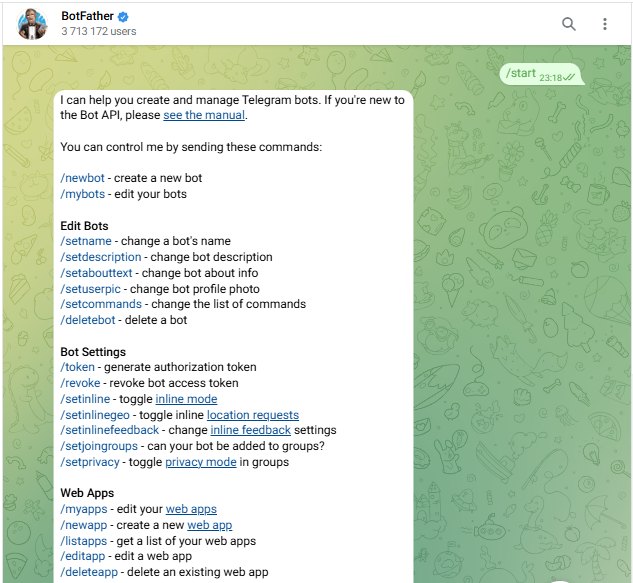 BotFather
3 713 172 users
/start 23:18
I can help you create and manage Telegram bots. If you're new to
the Bot API, please see the manual.
You can control me by sending these commands:
/newbot - create a new bot
/mybots - edit your bots
Edit Bots
/setname - change a bot's name
/setdescription - change bot description
/setabouttext - change bot about info
/setuserpic - change bot profile photo
/setcommands - change the list of commands
/deletebot - delete a bot
Bot Settings
/token - generate authorization token
/revoke - revoke bot access token
/setinline - toggle inline mode
/setinlinegeo - toggle inline location requests
/setinlinefeedback - change inline feedback settings
/setjoingroups - can your bot be added to groups?
/setprivacy - toggle privacy mode in groups
Web Apps
/myapps - edit your web apps
/newapp - create a new web app
/listapps - get a list of your web apps
/editapp - edit a web app
/deleteapp - delete an existing web app